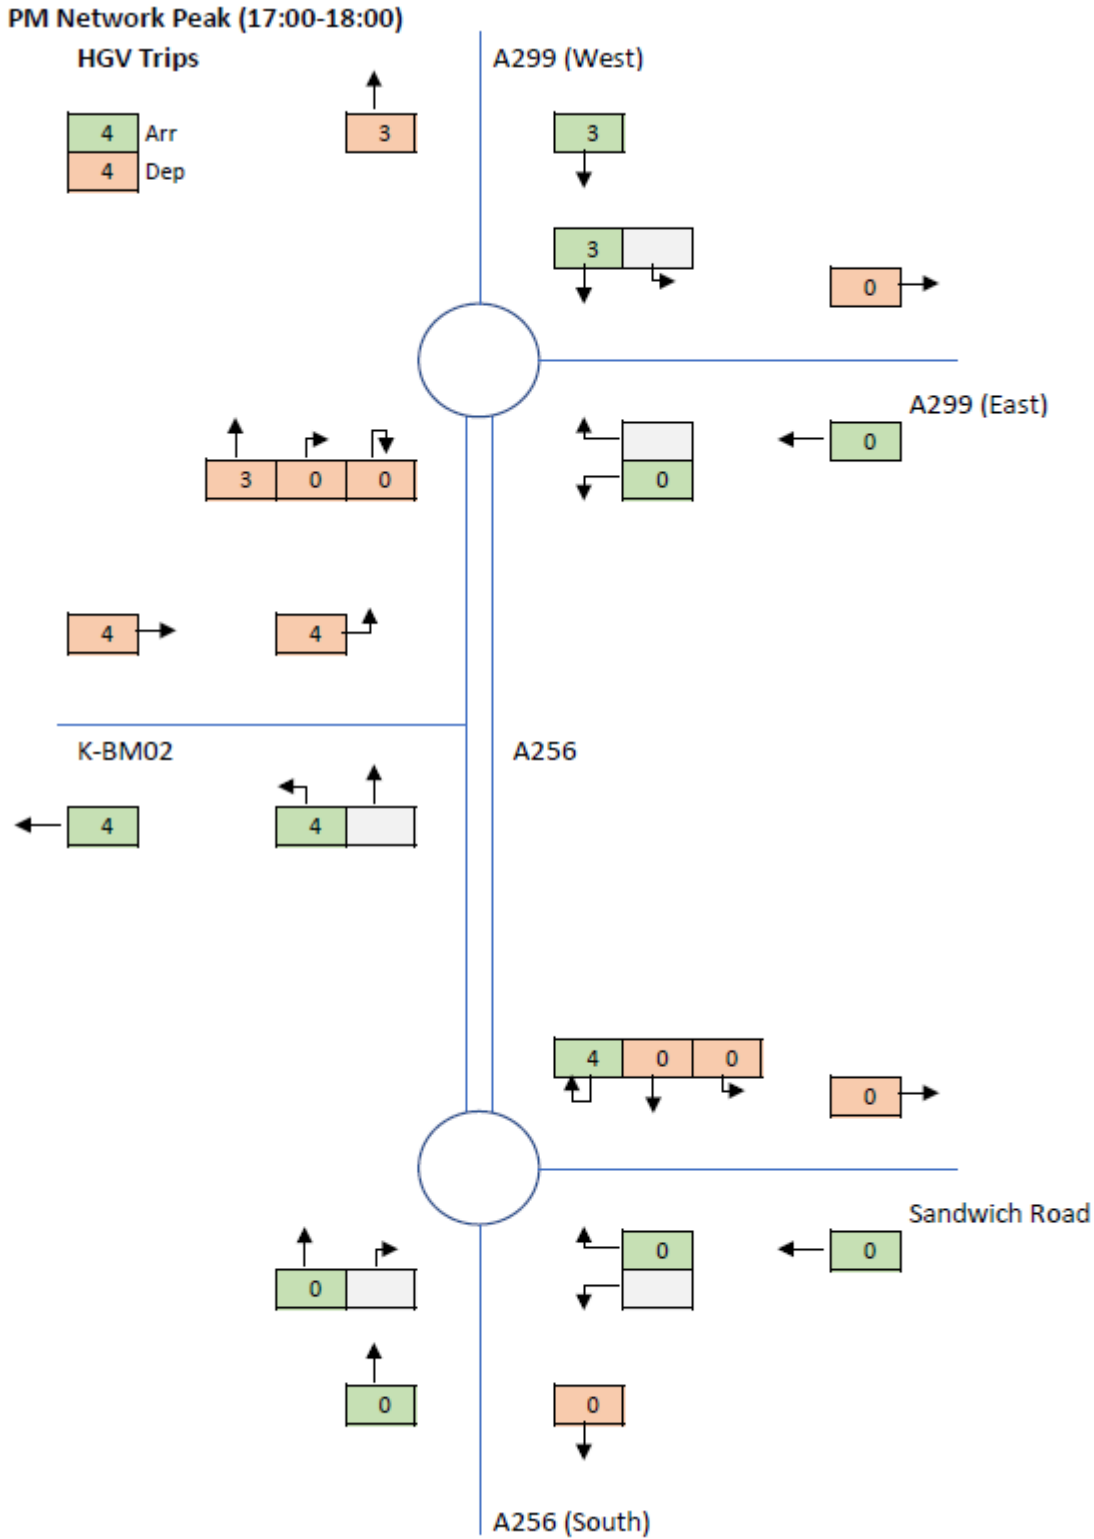 PM Network Peak (17:00-18:00)
HGV Trips
A299 (West)
4 Arr
3
3
4 Dep
3
0
A299 (East)
0
3 0 0
0
4
4
K-BM02
A256
4
4
4 0 0
0
Sandwich Road
0
0
0
0
0
A256 (South)